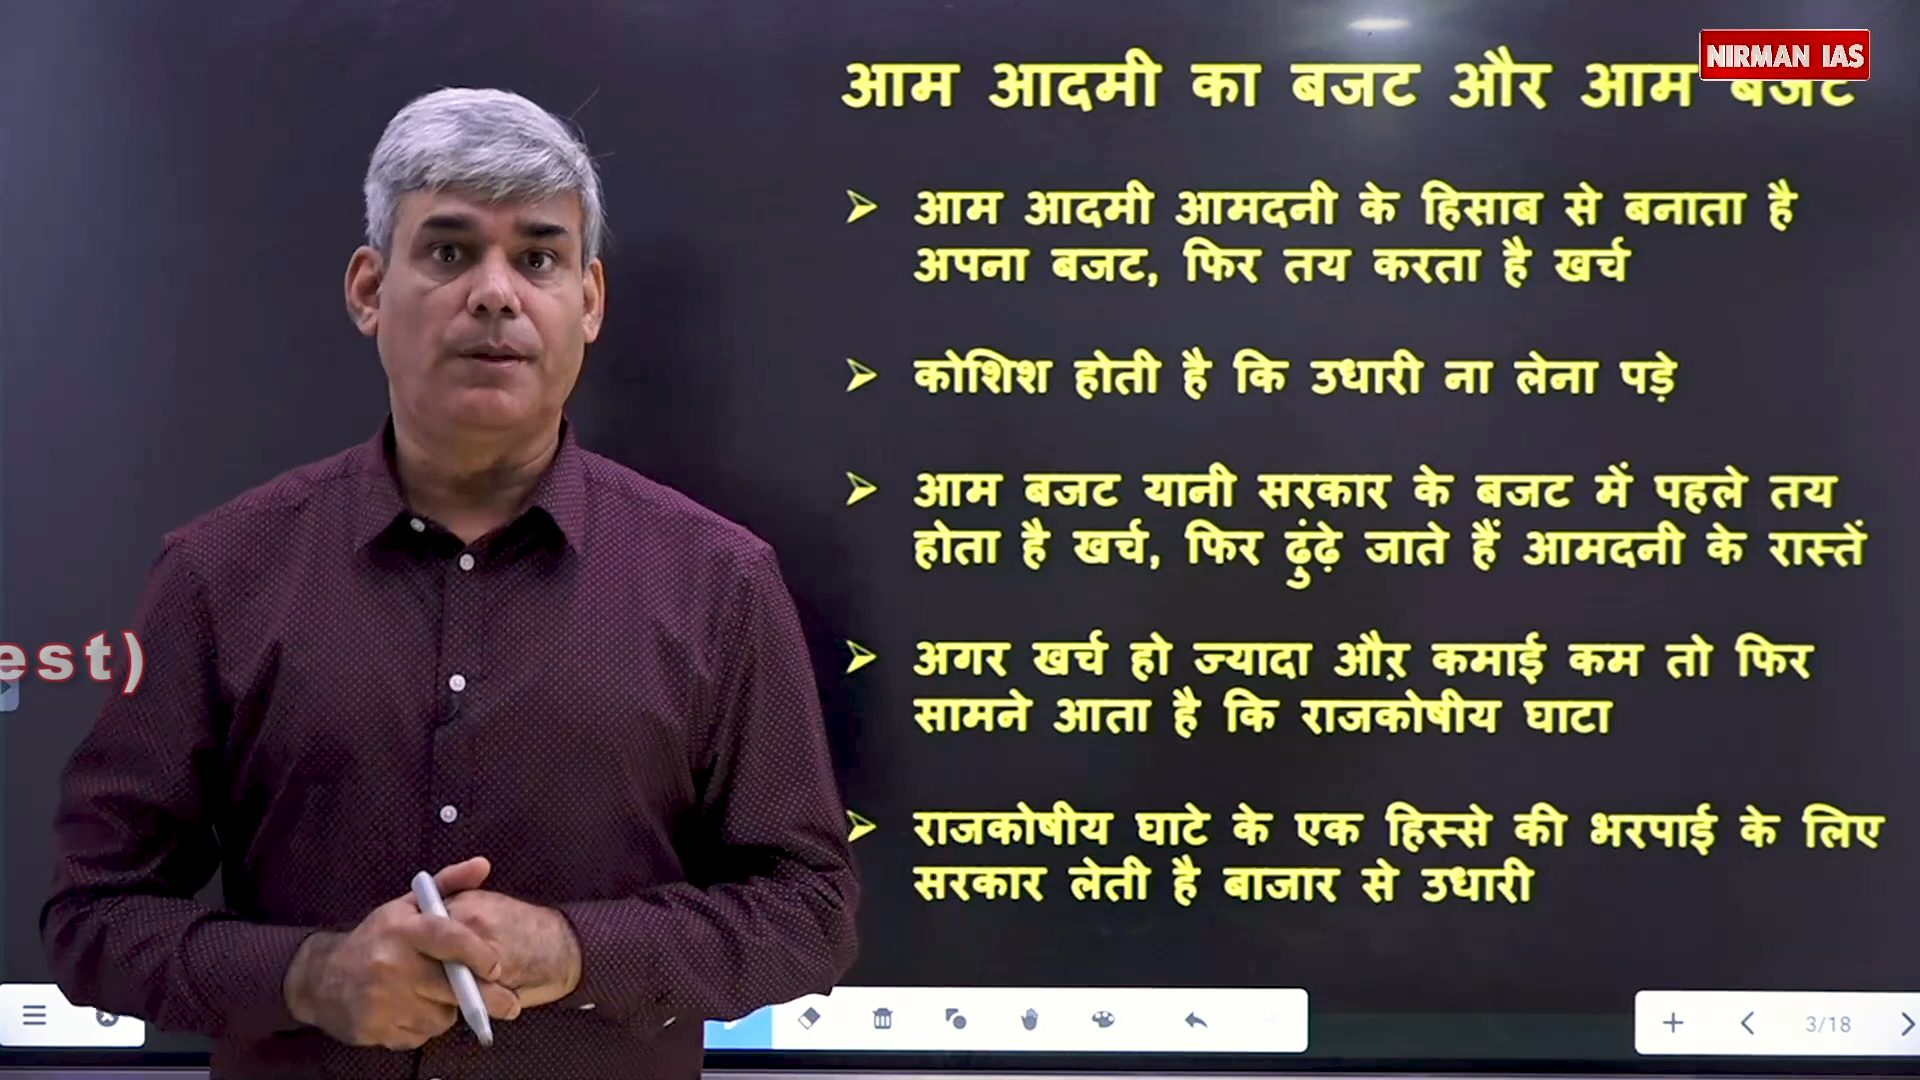 NIRMAN IAS
आम आदमी का बजट और आम बजट
➢ आम आदमी आमदनी के हिसाब से बनाता है
अपना बजट, फिर तय करता है खर्च
➢ कोशिश होती है कि उधारी ना लेना पड़े
➢ आम बजट यानी सरकार के बजट में पहले तय
होता है खर्च, फिर ढुंढ़े जाते हैं आमदनी के रास्तें
➢ अगर खर्च हो ज्यादा और कमाई कम तो फिर
सामने आता है कि राजकोषीय घाटा
➢ राजकोषीय घाटे के एक हिस्से की भरपाई के लिए
सरकार लेती है बाजार से उधारी
est)
3/18